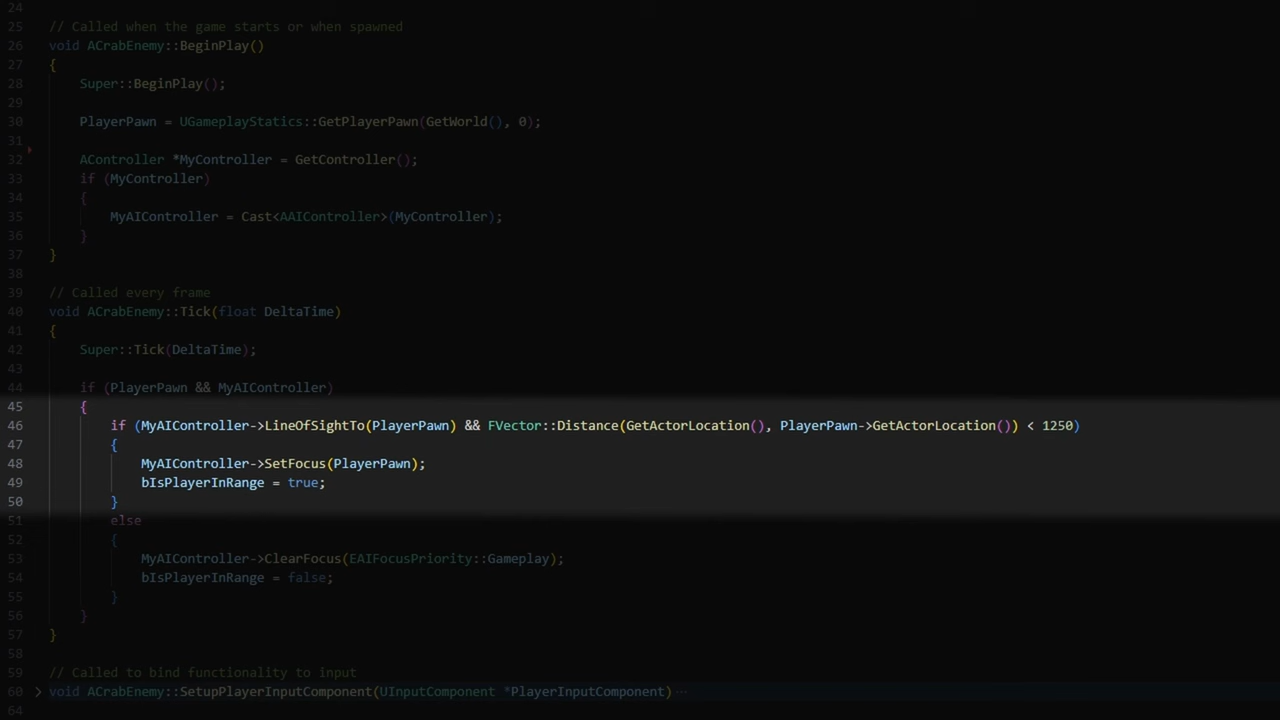 24
25 // Called when the game starts or when spawned
26 void ACrabEnemy::BeginPlay()
27 {
28 Super::BeginPlay();
29
30 PlayerPawn = UGameplayStatics::GetPlayerPawn(GetWorld(), 0);
31
32 AController *MyController = GetController();
33 if (MyController)
34 {
35 MyAIController = Cast<AAIController>(MyController);
36 }
37 }
38
39 // Called every frame
40 void ACrabEnemy::Tick(float DeltaTime)
41 {
42 Super::Tick(DeltaTime);
43
44 if (PlayerPawn && MyAIController)
45 {
46 if (MyAIController->LineOfSightTo(PlayerPawn) && FVector::Distance(GetActorLocation(), PlayerPawn->GetActorLocation()) < 1250)
47 {
48 MyAIController->SetFocus(PlayerPawn);
49 bIsPlayerInRange = true;
50 }
51 else
52 {
53 MyAIController->ClearFocus(EAIFocusPriority::Gameplay);
54 bIsPlayerInRange = false;
55 }
56 }
57 }
58
59 // Called to bind functionality to input
60 void ACrabEnemy::SetupPlayerInputComponent(UInputComponent *PlayerInputComponent) ···
64